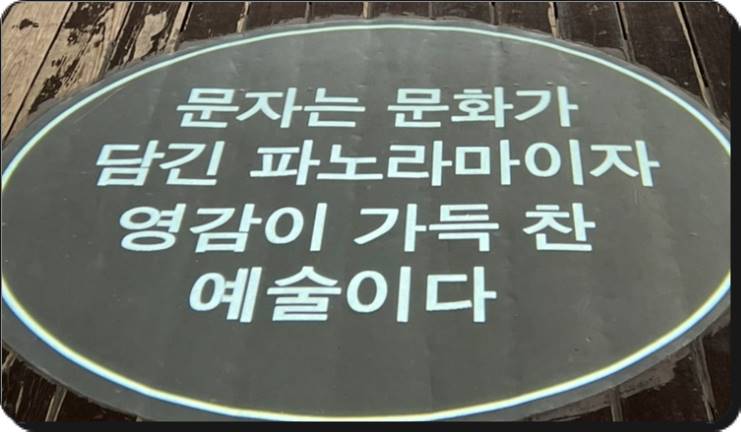 문자는 문화가
담긴 파노라마이자
영감이 가득 찬
예술이다